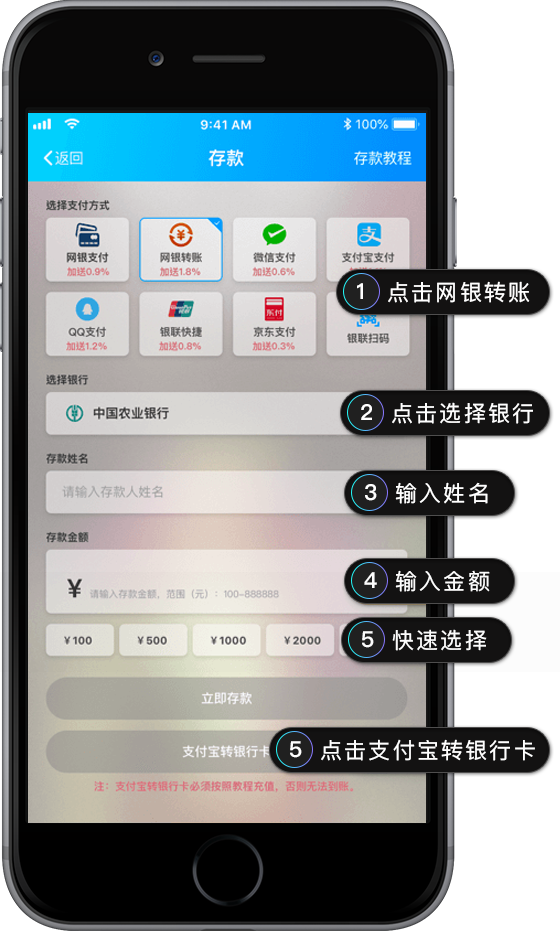 9:41 AM 100%
返回 存款 存款教程
选择支付方式
网银支付 网银转账 微信支付 支付宝支付
加送0.9% 加送1.8% 加送0.6%
1 点击网银转账
QQ支付 银联快捷 京东支付 银联扫码
加送1.2% 加送0.8% 加送0.3%
选择银行
中国农业银行
2 点击选择银行
存款姓名
请输入存款人姓名
3 输入姓名
存款金额
¥ 请输入存款金额，范围（元）：100-888888
4 输入金额
¥100 ¥500 ¥1000 ¥2000
5 快速选择
立即存款
支付宝转银行卡
5 点击支付宝转银行卡
注：支付宝转银行卡必须按照教程充值，否则无法到账。